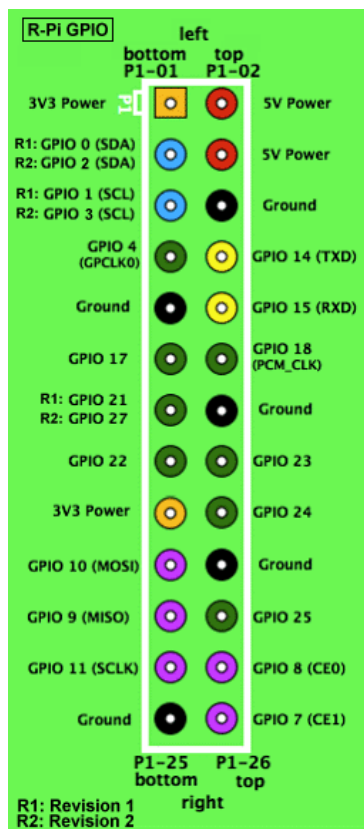 R-Pi GPIO
left
bottom top
P1-01 P1-02
3V3 Power P1 5V Power
R1: GPIO 0 (SDA)
R2: GPIO 2 (SDA) 5V Power
R1: GPIO 1 (SCL)
R2: GPIO 3 (SCL) Ground
GPIO 4
(GPCLK0) GPIO 14 (TXD)
Ground GPIO 15 (RXD)
GPIO 17 GPIO 18
(PCM_CLK)
R1: GPIO 21
R2: GPIO 27 Ground
GPIO 22 GPIO 23
3V3 Power GPIO 24
GPIO 10 (MOSI) Ground
GPIO 9 (MISO) GPIO 25
GPIO 11 (SCLK) GPIO 8 (CE0)
Ground GPIO 7 (CE1)
P1-25 P1-26
bottom top
right
R1: Revision 1
R2: Revision 2